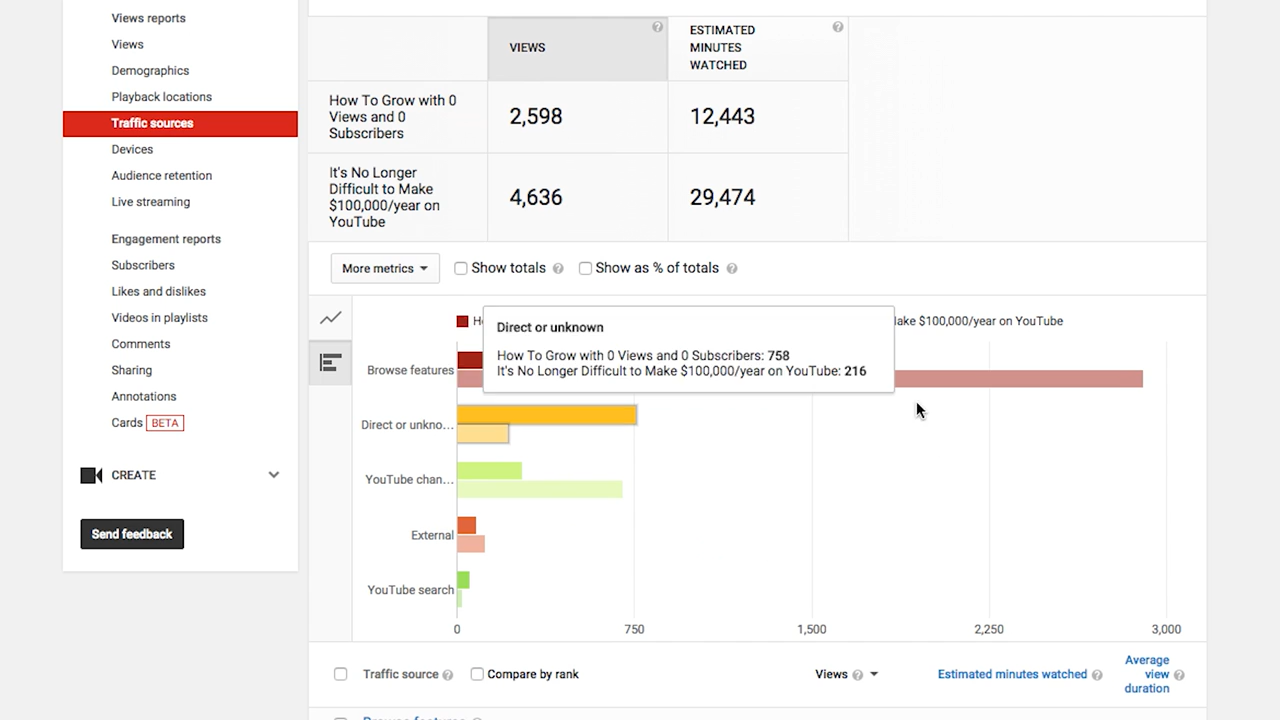 Views reports
Views
Demographics
Playback locations
Traffic sources
Devices
Audience retention
Live streaming
Engagement reports
Subscribers
Likes and dislikes
Videos in playlists
Comments
Sharing
Annotations
Cards BETA
CREATE
Send feedback
VIEWS
ESTIMATED
MINUTES
WATCHED
How To Grow with 0
Views and 0
Subscribers
2,598
12,443
It's No Longer
Difficult to Make
$100,000/year on
YouTube
4,636
29,474
More metrics
Show totals
Show as % of totals
Make $100,000/year on YouTube
Direct or unknown
How To Grow with 0 Views and 0 Subscribers: 758
It's No Longer Difficult to Make $100,000/year on YouTube: 216
Browse features
Direct or unkno...
YouTube chan...
External
YouTube search
0 750 1,500 2,250 3,000
Traffic source
Compare by rank
Views
Estimated minutes watched
Average
view
duration